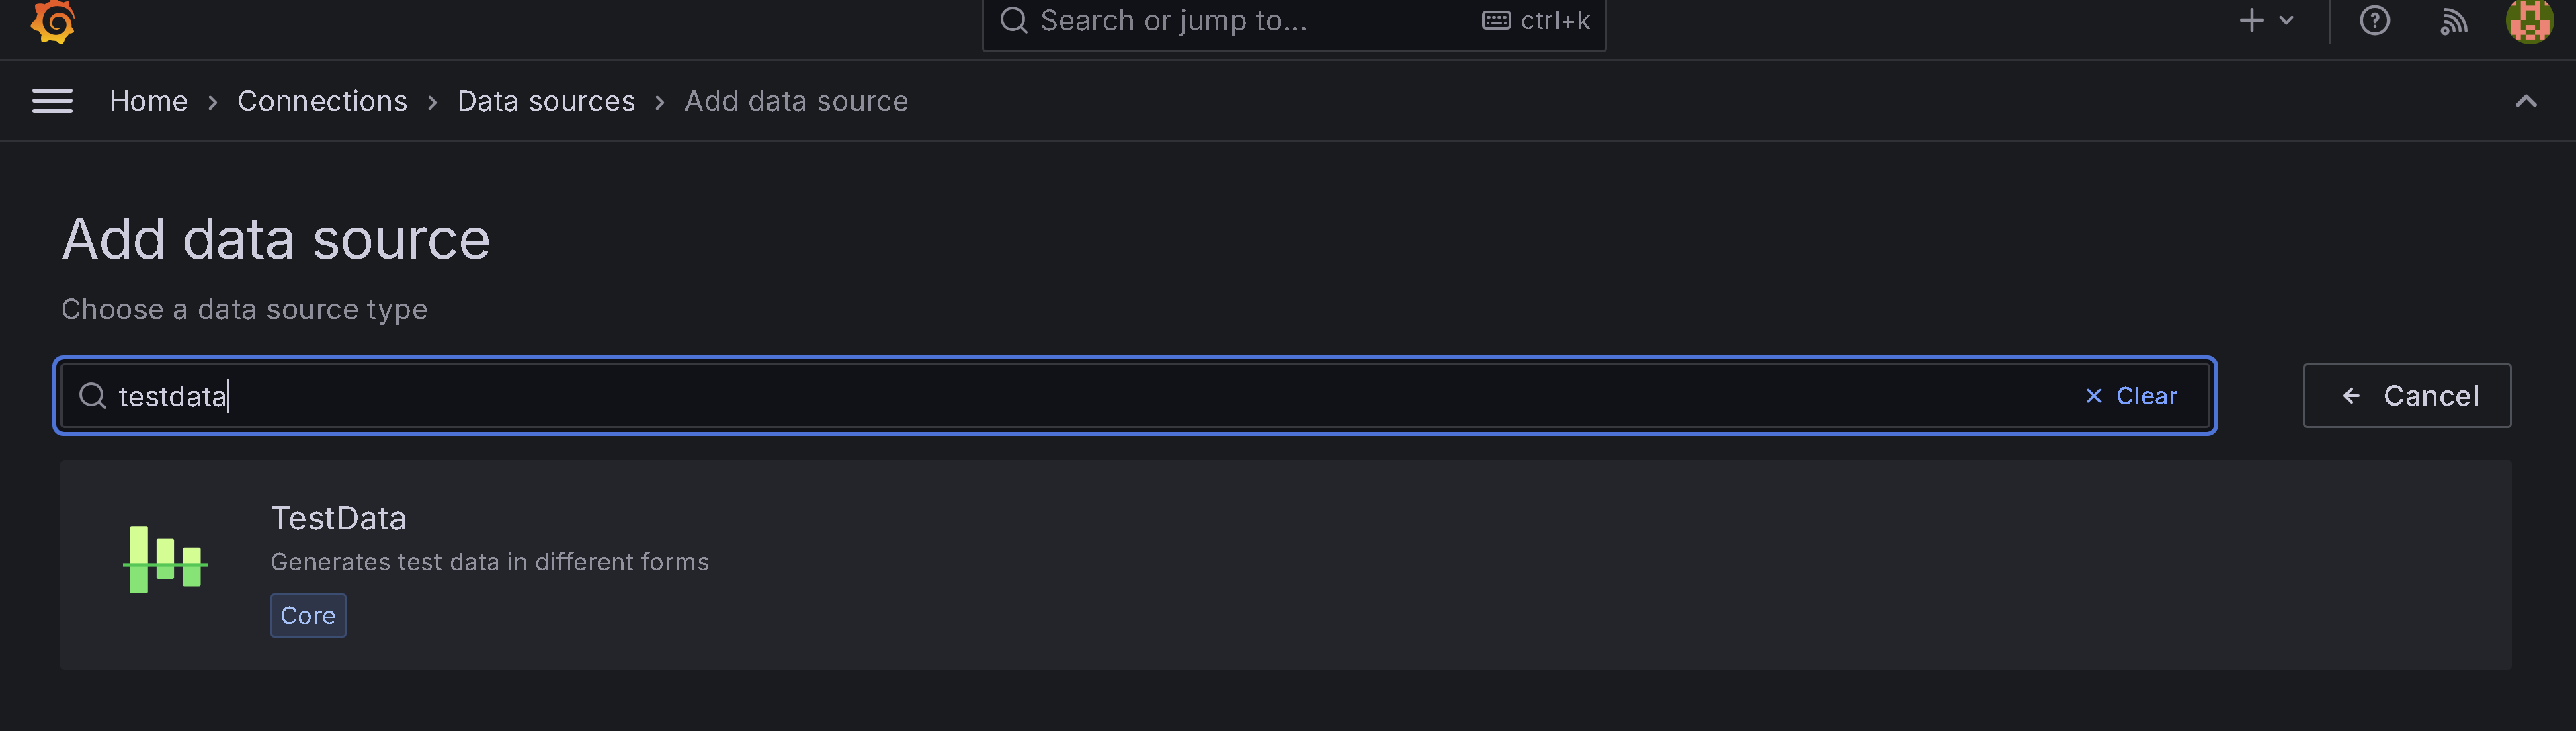 Search or jump to... ctrl+k
Home › Connections › Data sources › Add data source
Add data source
Choose a data source type
testdata Clear Cancel
TestData
Generates test data in different forms
Core